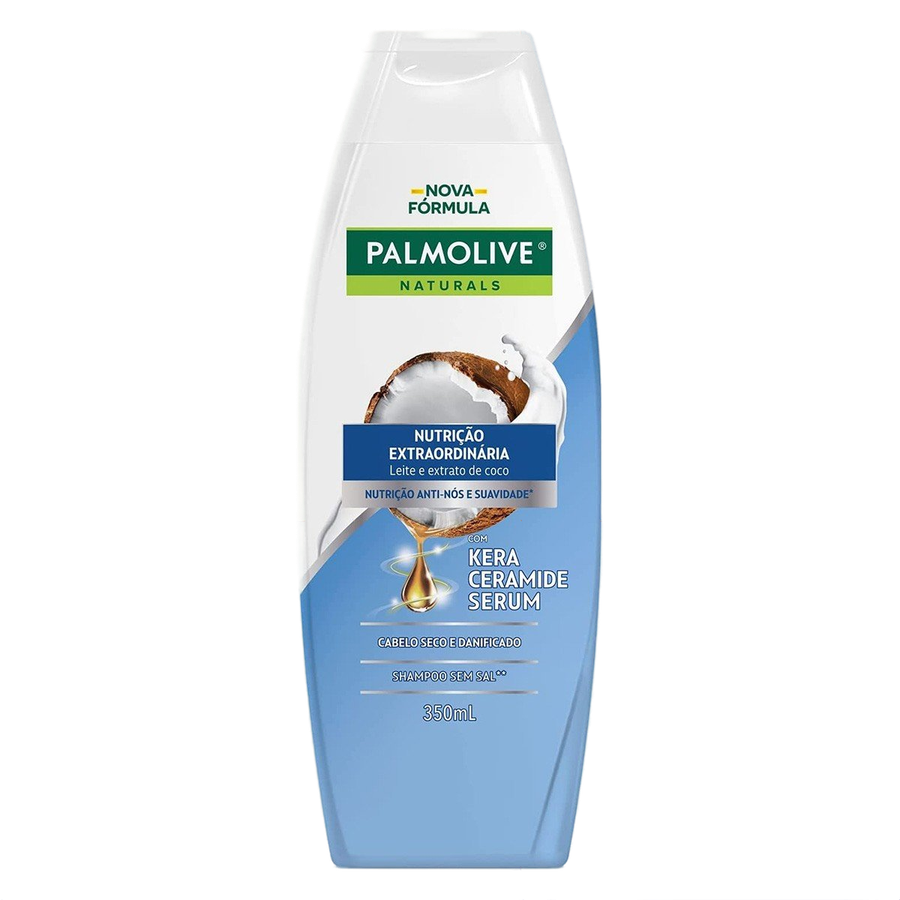 NOVA
FÓRMULA
PALMOLIVE®
NATURALS
NUTRIÇÃO
EXTRAORDINÁRIA
Leite e extrato de coco
NUTRIÇÃO ANTI-NÓS E SUAVIDADE*
COM
KERA
CERAMIDE
SERUM
CABELO SECO E DANIFICADO
SHAMPOO SEM SAL**
350mL